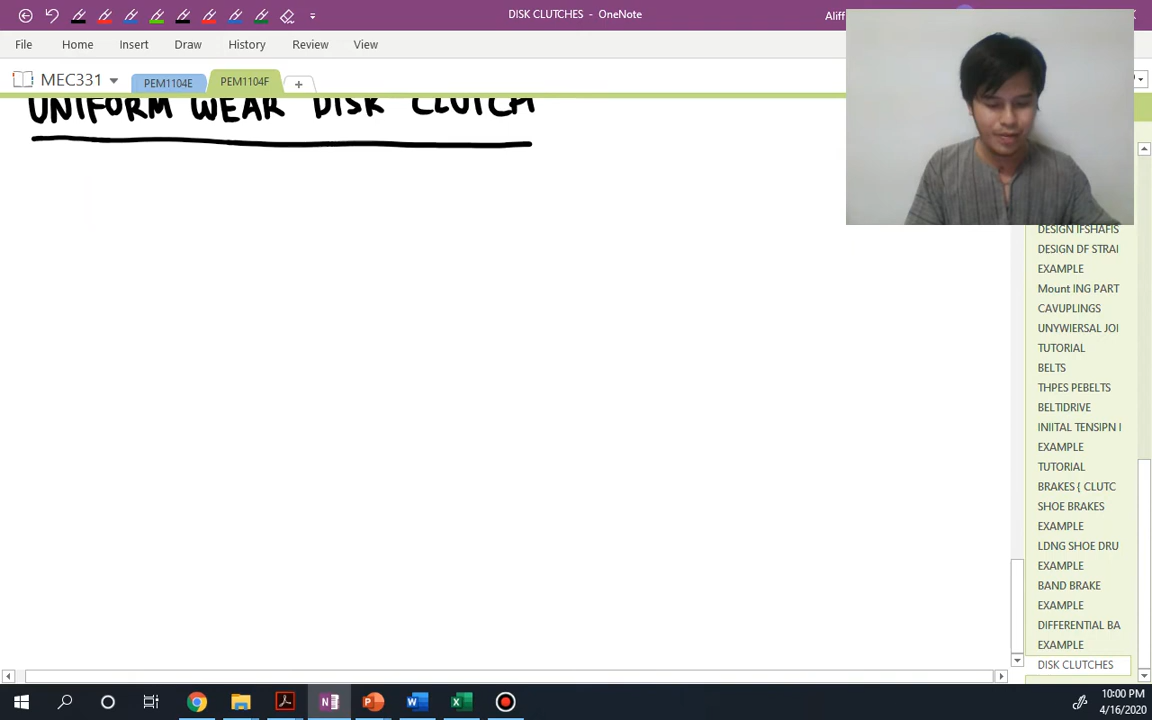 DISK CLUTCHES - OneNote
Aliff
File Home Insert Draw History Review View
MEC331 PEM1104E PEM1104F
UNIFORM WEAR DISK CLUTCH
DESIGN IFSHAFIS
DESIGN DF STRAI
EXAMPLE
Mount ING PART
CAVUPLINGS
UNYWIERSAL JOI
TUTORIAL
BELTS
THPES PEBELTS
BELTIDRIVE
INIITAL TENSIPN I
EXAMPLE
TUTORIAL
BRAKES { CLUTC
SHOE BRAKES
EXAMPLE
LDNG SHOE DRU
EXAMPLE
BAND BRAKE
EXAMPLE
DIFFERENTIAL BA
EXAMPLE
DISK CLUTCHES
10:00 PM
4/16/2020